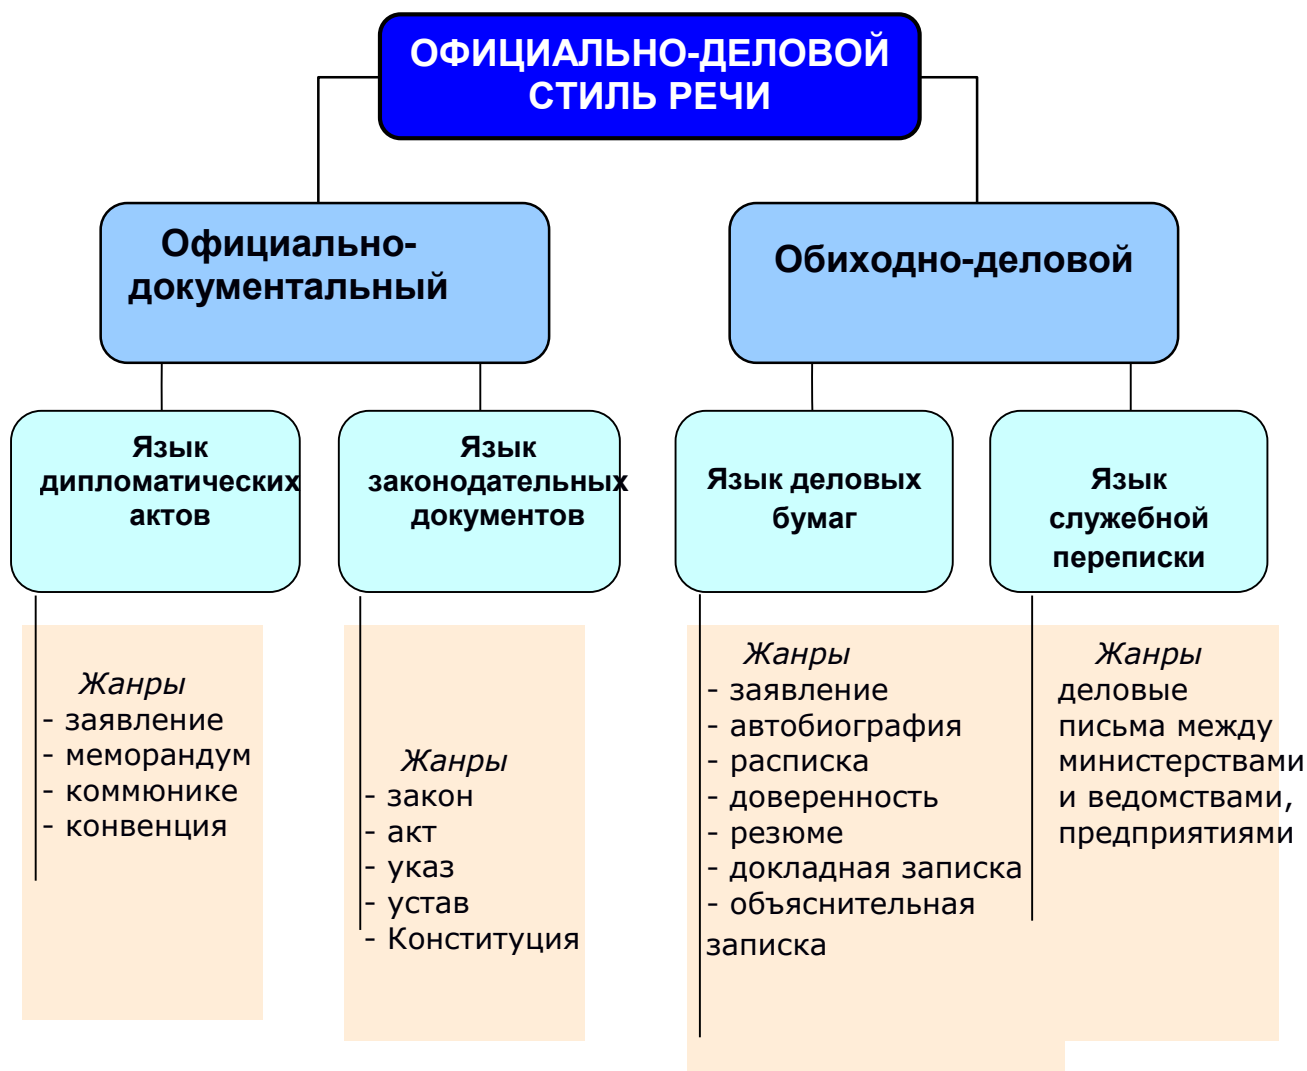 ОФИЦИАЛЬНО-ДЕЛОВОЙ
СТИЛЬ РЕЧИ
Официально-
документальный
Обиходно-деловой
Язык
дипломатических
актов
Язык
законодательных
документов
Язык деловых
бумаг
Язык
служебной
переписки
Жанры
- заявление
- меморандум
- коммюнике
- конвенция
Жанры
- закон
- акт
- указ
- устав
- Конституция
Жанры
- заявление
- автобиография
- расписка
- доверенность
- резюме
- докладная записка
- объяснительная
записка
Жанры
деловые
письма между
министерствами
и ведомствами,
предприятиями